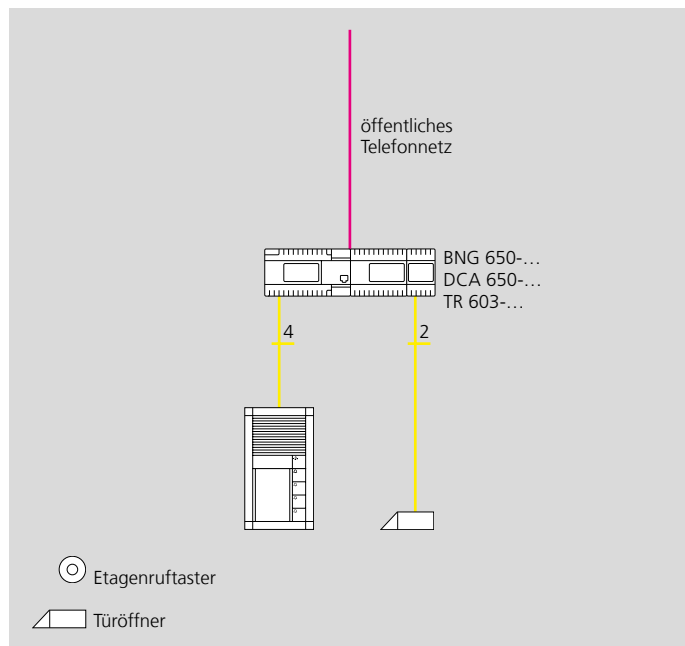 öffentliches
Telefonnetz
BNG 650-…
DCA 650-…
TR 603-…
4
2
Etagenruftaster
Türöffner